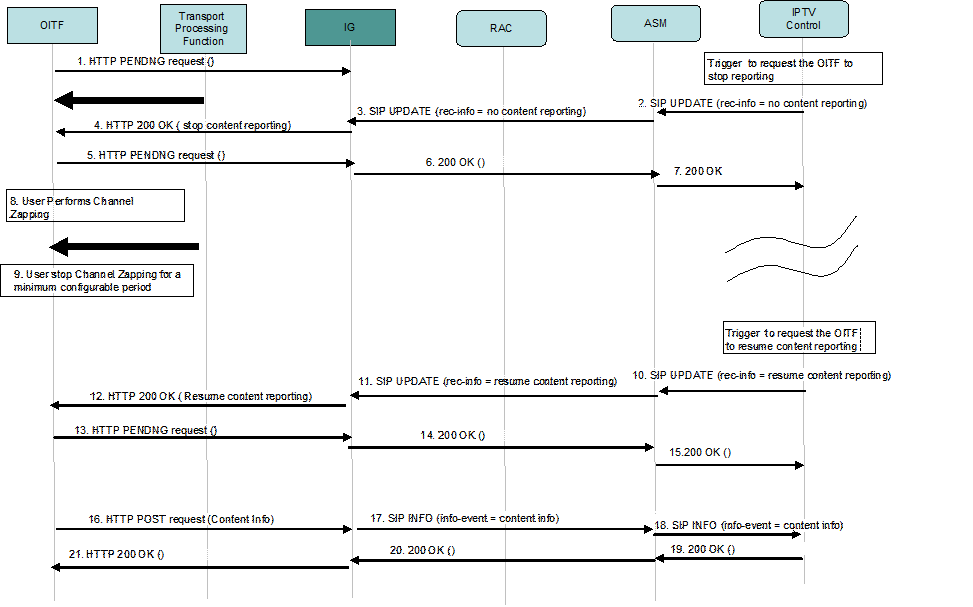 OITF
Transport
Processing
Function
IG
RAC
ASM
IPTV
Control
1. HTTP PENDNG request {}
Trigger to request the OITF to
stop reporting
2. SIP UPDATE (rec-info = no content reporting)
3. SIP UPDATE (rec-info = no content reporting)
4. HTTP 200 OK ( stop content reporting)
5. HTTP PENDNG request {}
6. 200 OK ()
7. 200 OK
8. User Performs Channel
Zapping
9. User stop Channel Zapping for a
minimum configurable period
Trigger to request the OITF
to resume content reporting
10. SIP UPDATE (rec-info = resume content reporting)
11. SIP UPDATE (rec-info = resume content reporting)
12. HTTP 200 OK ( Resume content reporting)
13. HTTP PENDNG request {}
14. 200 OK ()
15.200 OK ()
16. HTTP POST request (Content Info)
17. SIP INFO (info-event = content info)
18. SIP INFO (info-event = content info)
19. 200 OK ()
20. 200 OK ()
21. HTTP 200 OK ()